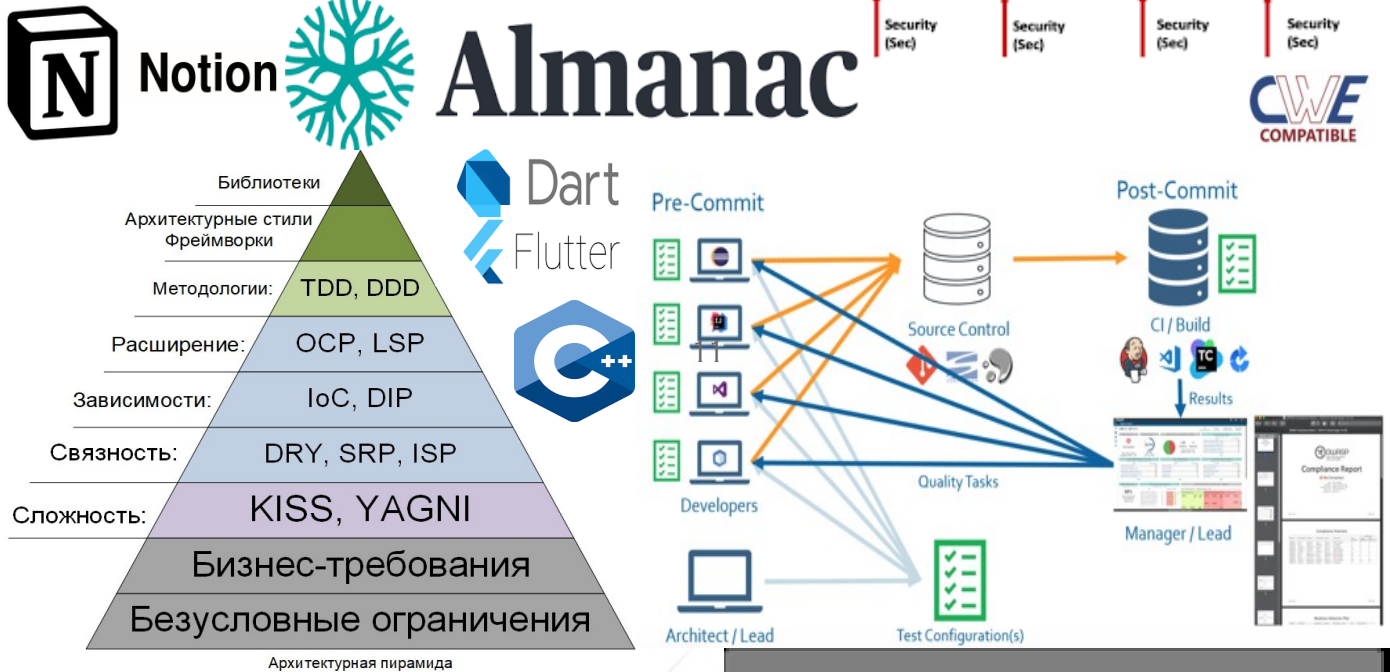 Notion
Almanac
Security
(Sec)
Security
(Sec)
Security
(Sec)
Security
(Sec)
CWE
COMPATIBLE
Библиотеки
Архитектурные стили
Фреймворки
Методологии:
TDD, DDD
Расширение:
OCP, LSP
Зависимости:
IoC, DIP
Связность:
DRY, SRP, ISP
Сложность:
KISS, YAGNI
Бизнес-требования
Безусловные ограничения
Архитектурная пирамида
Dart
Flutter
C++
11
Pre-Commit
Developers
Architect / Lead
Source Control
Quality Tasks
Test Configuration(s)
Post-Commit
CI / Build
TC
Results
Manager / Lead
OWASP
Compliance Report